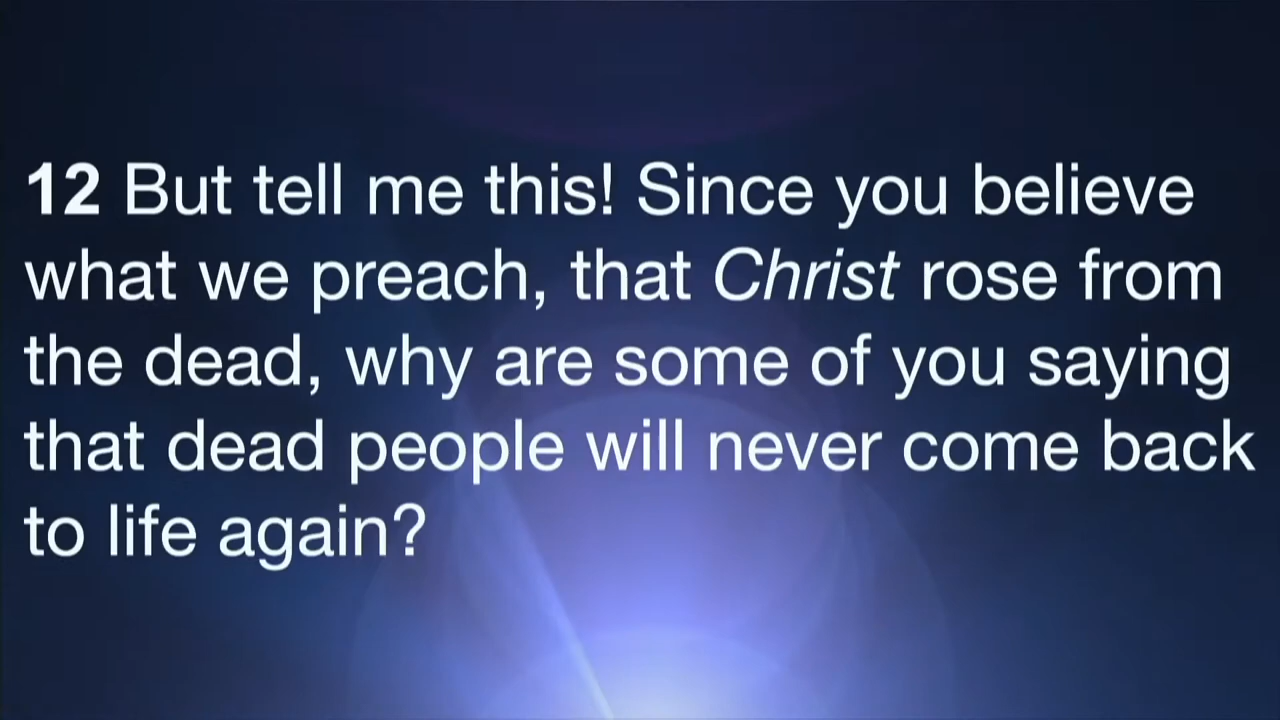 12 But tell me this! Since you believe
what we preach, that Christ rose from
the dead, why are some of you saying
that dead people will never come back
to life again?